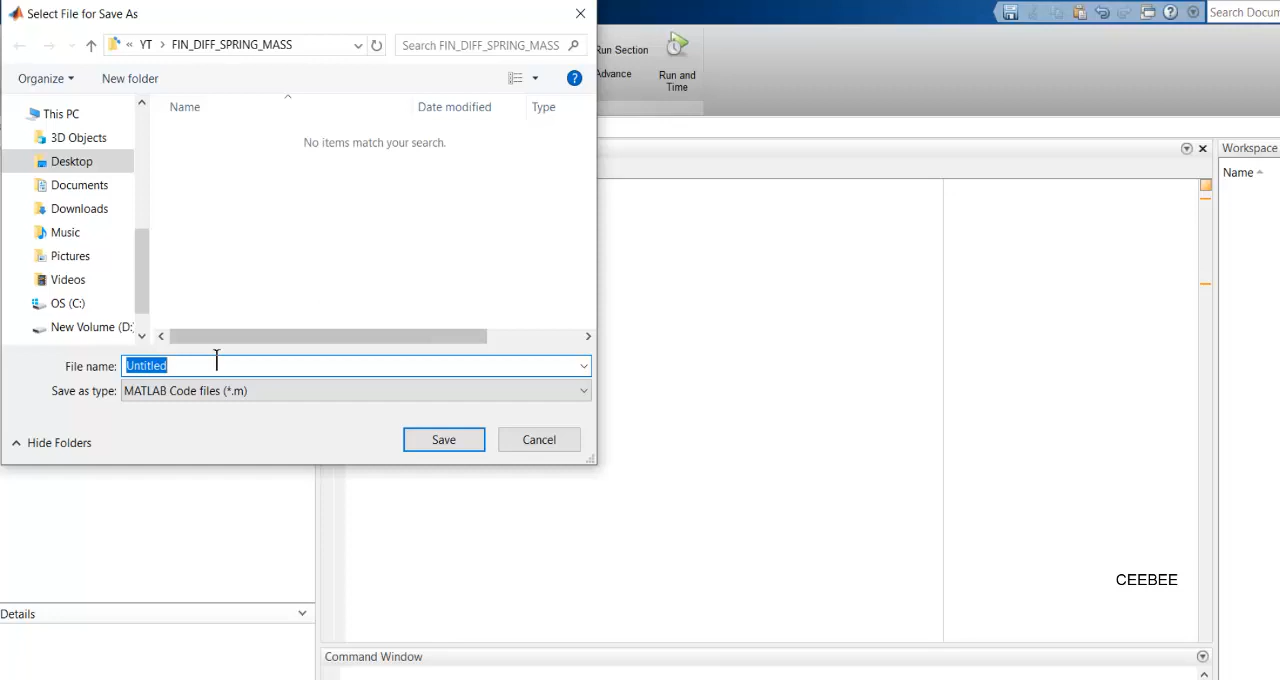 Select File for Save As
« YT > FIN_DIFF_SPRING_MASS
Search FIN_DIFF_SPRING_MASS
Organize
New folder
This PC
3D Objects
Desktop
Documents
Downloads
Music
Pictures
Videos
OS (C:)
New Volume (D:
Name
Date modified
Type
No items match your search.
File name: Untitled
Save as type: MATLAB Code files (*.m)
Hide Folders
Save
Cancel
Run Section
Advance
Run and
Time
Search Docum
Workspace
Name
CEEBEE
Details
Command Window